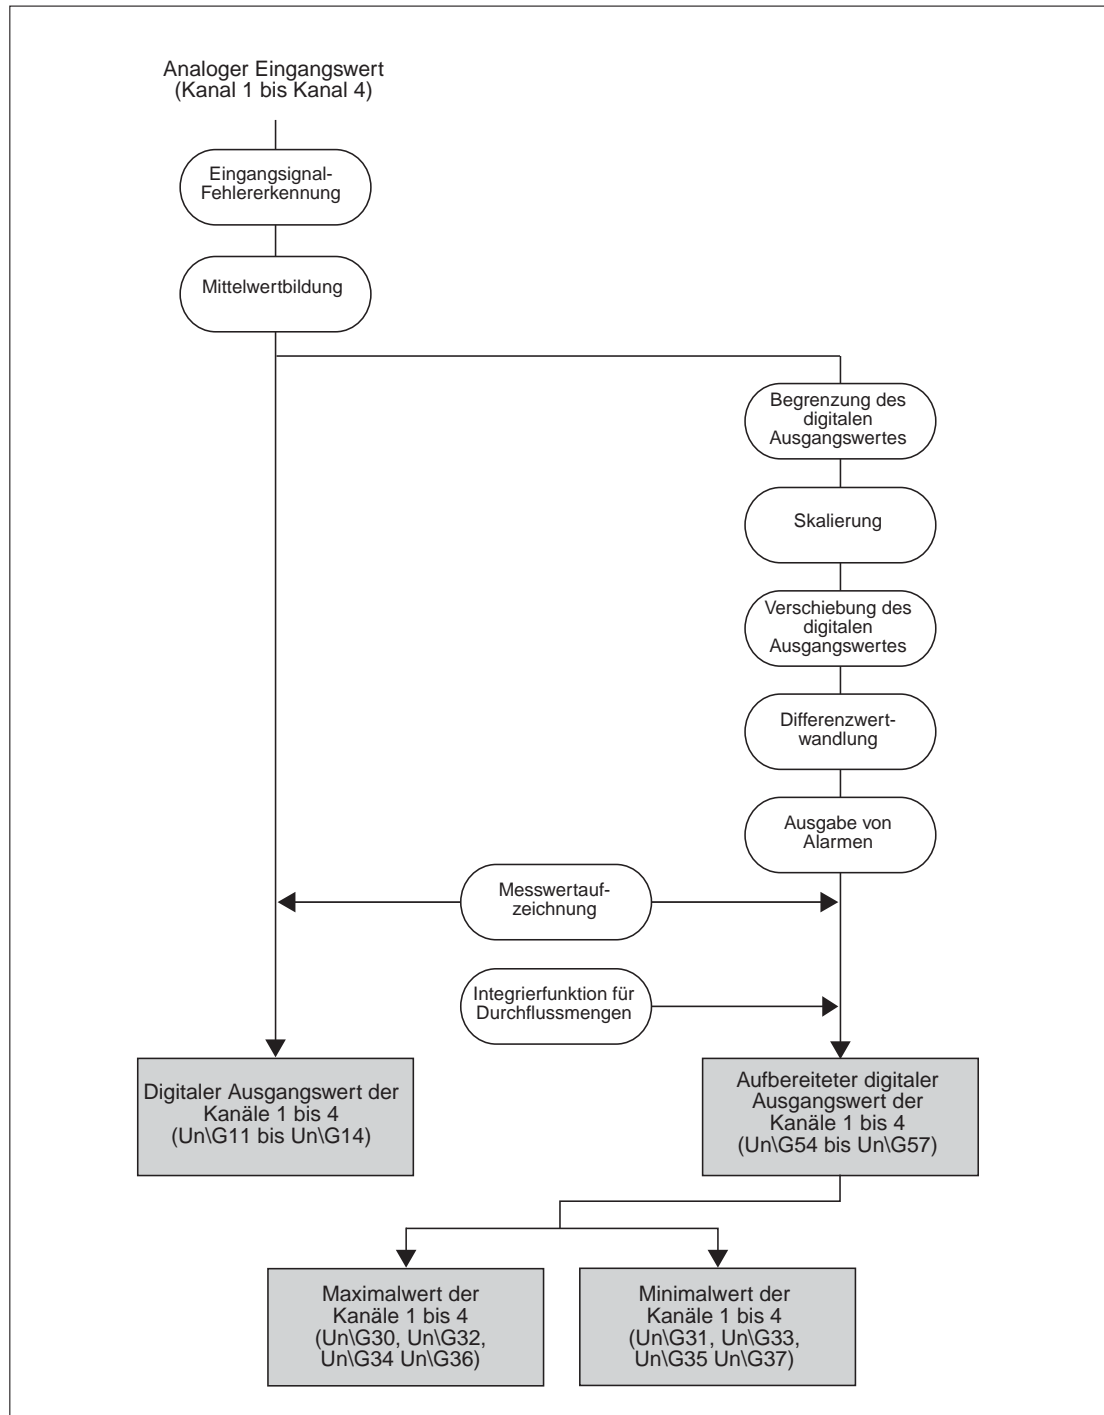 Analoger Eingangswert
(Kanal 1 bis Kanal 4)
Eingangsignal-
Fehlererkennung
Mittelwertbildung
Begrenzung des
digitalen
Ausgangswertes
Skalierung
Verschiebung des
digitalen
Ausgangswertes
Differenzwert-
wandlung
Ausgabe von
Alarmen
Messwertauf-
zeichnung
Integrierfunktion für
Durchflussmengen
Digitaler Ausgangswert der
Kanäle 1 bis 4
(Un\G11 bis Un\G14)
Aufbereiteter digitaler
Ausgangswert der
Kanäle 1 bis 4
(Un\G54 bis Un\G57)
Maximalwert der
Kanäle 1 bis 4
(Un\G30, Un\G32,
Un\G34 Un\G36)
Minimalwert der
Kanäle 1 bis 4
(Un\G31, Un\G33,
Un\G35 Un\G37)